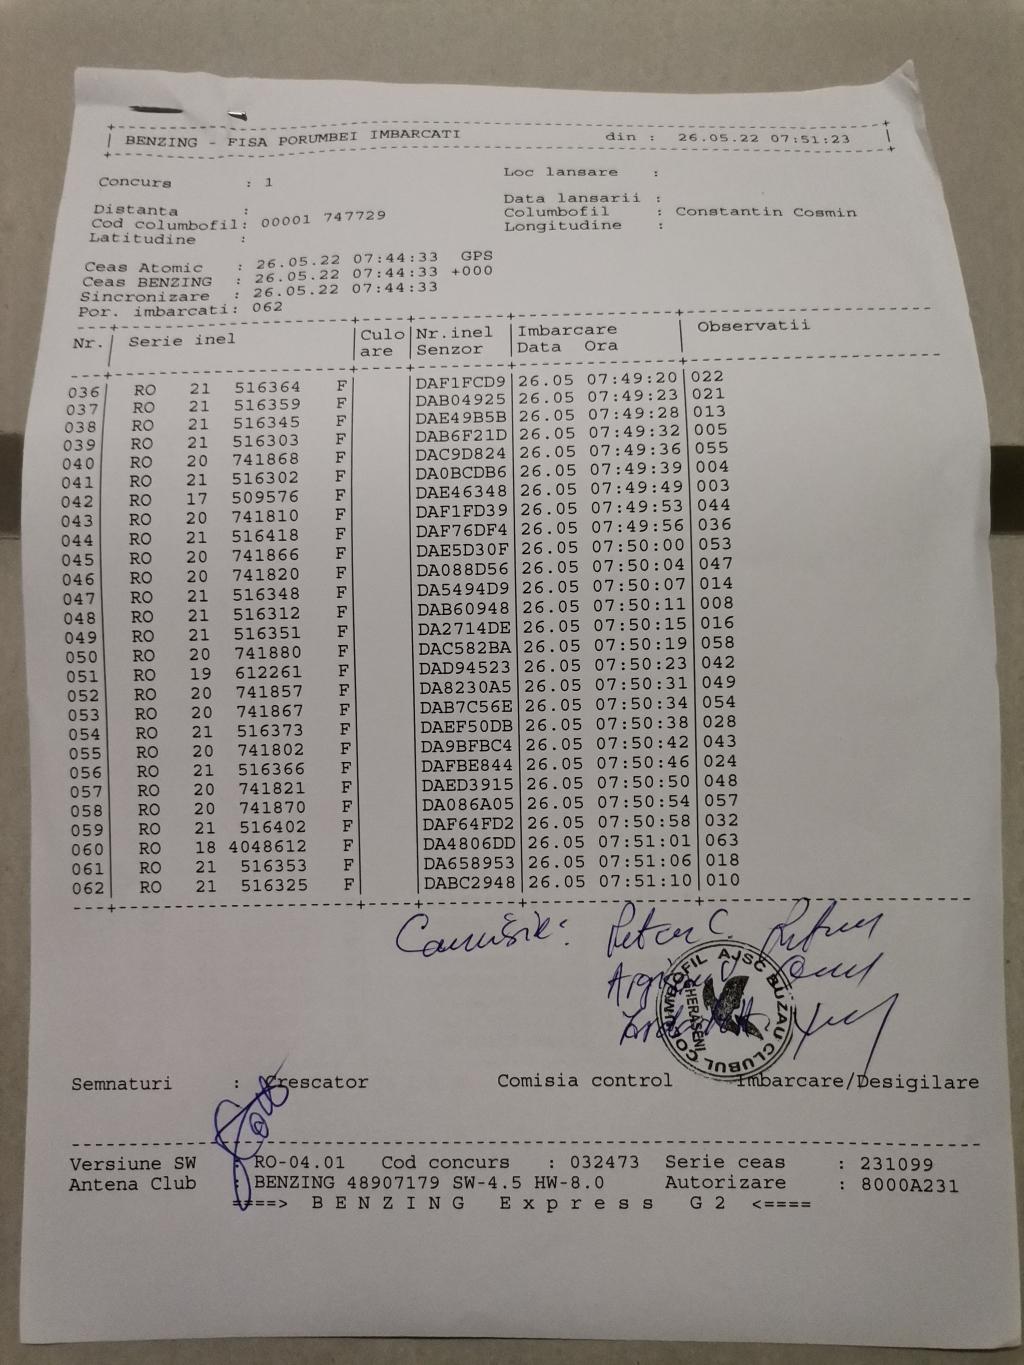 BENZING - FISA PORUMBEI IMBARCATI din : 26.05.22 07:51:23
Concurs : 1 Loc lansare :
Data lansarii :
Distanta : Columbofil : Constantin Cosmin
Cod columbofil: 00001 747729 Longitudine :
Latitudine :
Ceas Atomic : 26.05.22 07:44:33 GPS
Ceas BENZING : 26.05.22 07:44:33 +000
Sincronizare : 26.05.22 07:44:33
Por. imbarcati: 062
Nr. | Serie inel | Culo | Nr.inel | Imbarcare | Observatii
are | Senzor | Data Ora
036 | RO 21 516364 F | DAF1FCD9 | 26.05 07:49:20 | 022
037 | RO 21 516359 F | DAB04925 | 26.05 07:49:23 | 021
038 | RO 21 516345 F | DAE49B5B | 26.05 07:49:28 | 013
039 | RO 21 516303 F | DAB6F21D | 26.05 07:49:32 | 005
040 | RO 20 741868 F | DAC9D824 | 26.05 07:49:36 | 055
041 | RO 21 516302 F | DA0BCDB6 | 26.05 07:49:39 | 004
042 | RO 17 509576 F | DAE46348 | 26.05 07:49:49 | 003
043 | RO 20 741810 F | DAF1FD39 | 26.05 07:49:53 | 044
044 | RO 21 516418 F | DAF76DF4 | 26.05 07:49:56 | 036
045 | RO 20 741866 F | DAE5D30F | 26.05 07:50:00 | 053
046 | RO 20 741820 F | DA088D56 | 26.05 07:50:04 | 047
047 | RO 21 516348 F | DA5494D9 | 26.05 07:50:07 | 014
048 | RO 21 516312 F | DAB60948 | 26.05 07:50:11 | 008
049 | RO 21 516351 F | DA2714DE | 26.05 07:50:15 | 016
050 | RO 20 741880 F | DAC582BA | 26.05 07:50:19 | 058
051 | RO 19 612261 F | DAD94523 | 26.05 07:50:23 | 042
052 | RO 20 741857 F | DA8230A5 | 26.05 07:50:31 | 049
053 | RO 20 741867 F | DAB7C56E | 26.05 07:50:34 | 054
054 | RO 21 516373 F | DAEF50DB | 26.05 07:50:38 | 028
055 | RO 20 741802 F | DA9BFBC4 | 26.05 07:50:42 | 043
056 | RO 21 516366 F | DAFBE844 | 26.05 07:50:46 | 024
057 | RO 20 741821 F | DAED3915 | 26.05 07:50:50 | 048
058 | RO 20 741870 F | DA086A05 | 26.05 07:50:54 | 057
059 | RO 21 516402 F | DAF64FD2 | 26.05 07:50:58 | 032
060 | RO 18 4048612 F | DA4806DD | 26.05 07:51:01 | 063
061 | RO 21 516353 F | DA658953 | 26.05 07:51:06 | 018
062 | RO 21 516325 F | DABC2948 | 26.05 07:51:10 | 010
CLUBUL COLUMBOFIL AJSC BUZAU
GHERASENI
Semnaturi : Crescator Comisia control Imbarcare/Desigilare
Versiune SW : RO-04.01 Cod concurs : 032473 Serie ceas : 231099
Antena Club : BENZING 48907179 SW-4.5 HW-8.0 Autorizare : 8000A231
====> B E N Z I N G E x p r e s s G 2 <====